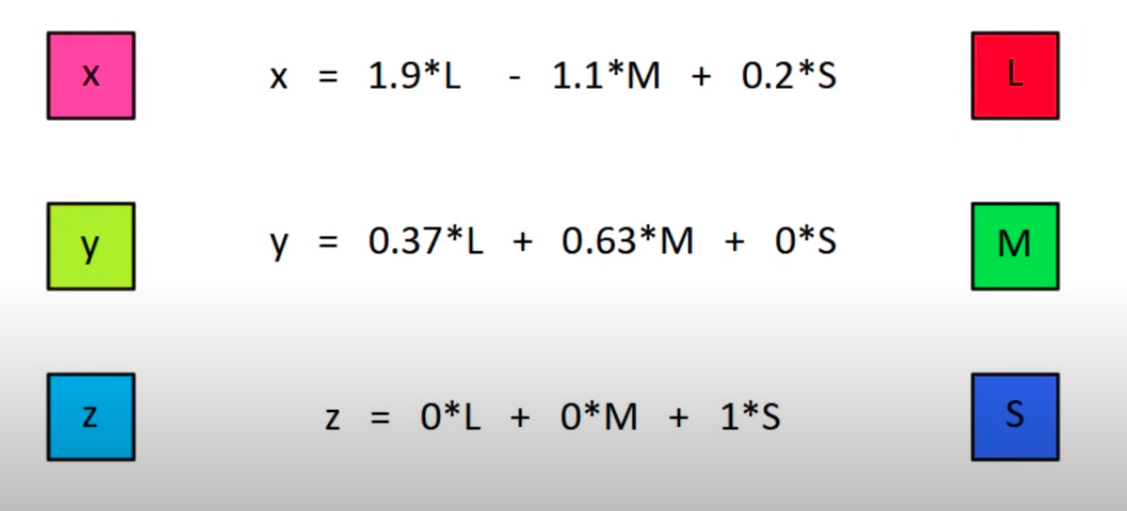 x x = 1.9*L - 1.1*M + 0.2*S L
y y = 0.37*L + 0.63*M + 0*S M
z z = 0*L + 0*M + 1*S S